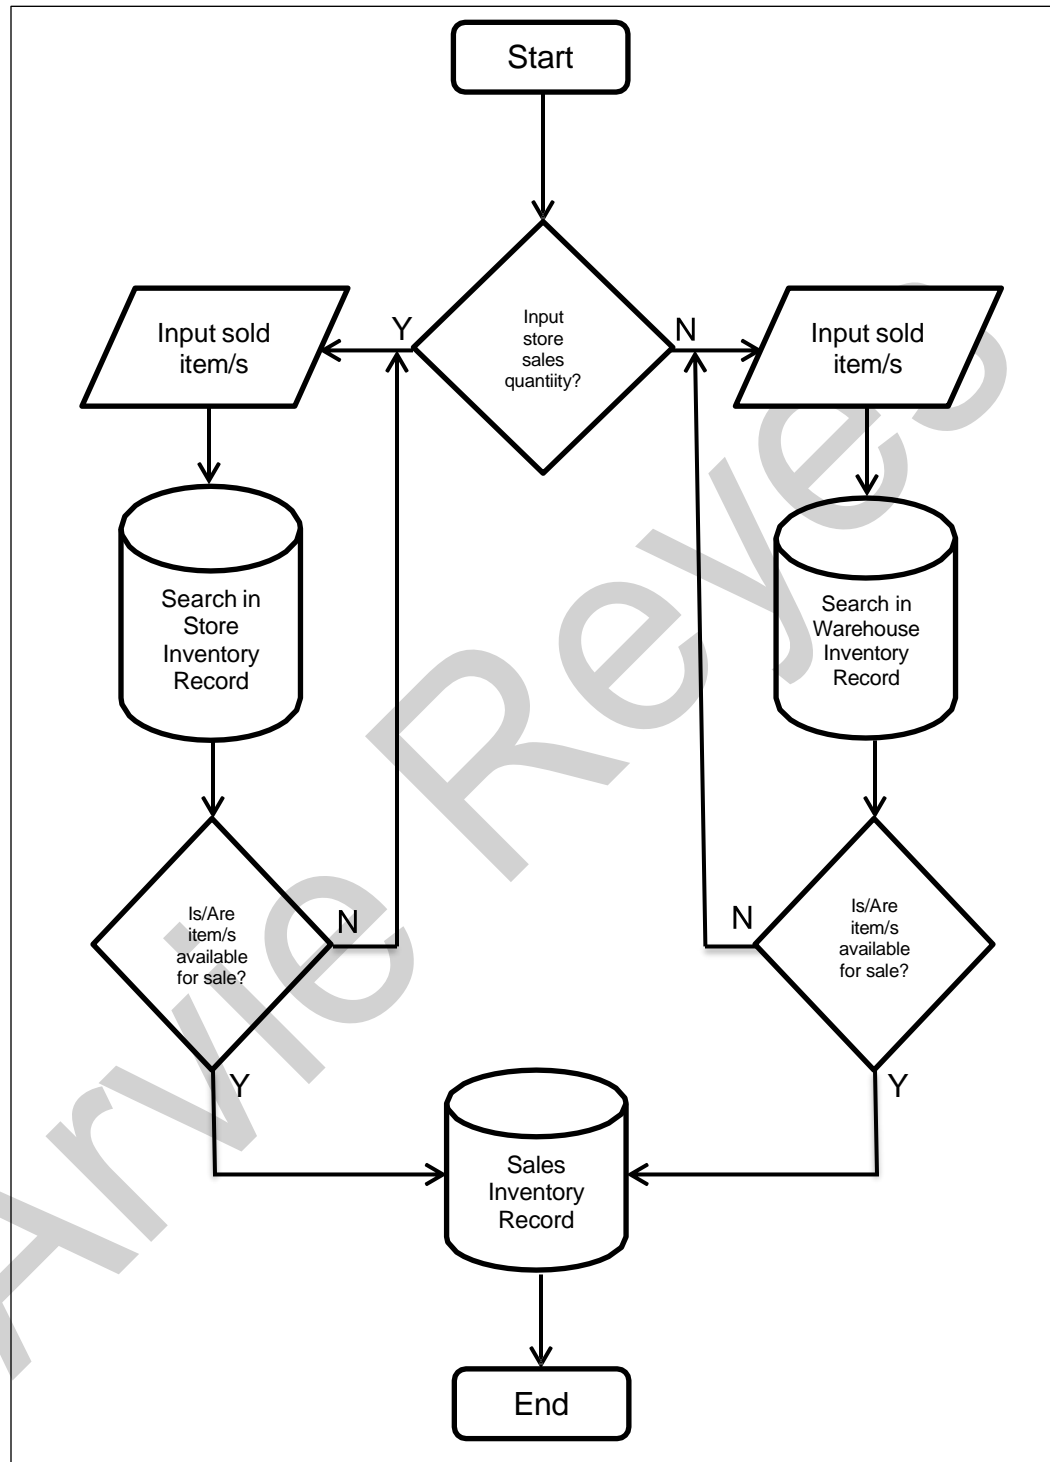 Start
Input
store
sales
quantiity?
Y
N
Input sold
item/s
Input sold
item/s
Search in
Store
Inventory
Record
Search in
Warehouse
Inventory
Record
Is/Are
item/s
available
for sale?
N
N
Is/Are
item/s
available
for sale?
Y
Y
Sales
Inventory
Record
End
Arvie Reyes